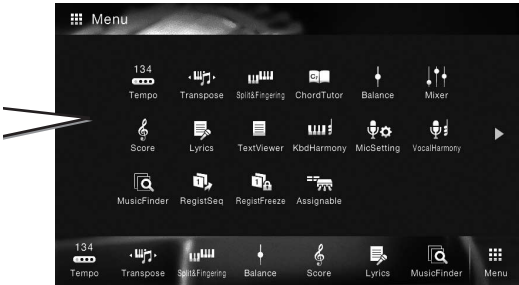 Menu
134
Tempo Transpose Split&Fingering ChordTutor Balance Mixer
Score Lyrics TextViewer KbdHarmony MicSetting VocalHarmony
MusicFinder RegistSeq RegistFreeze Assignable
134
Tempo Transpose Split&Fingering Balance Score Lyrics MusicFinder Menu